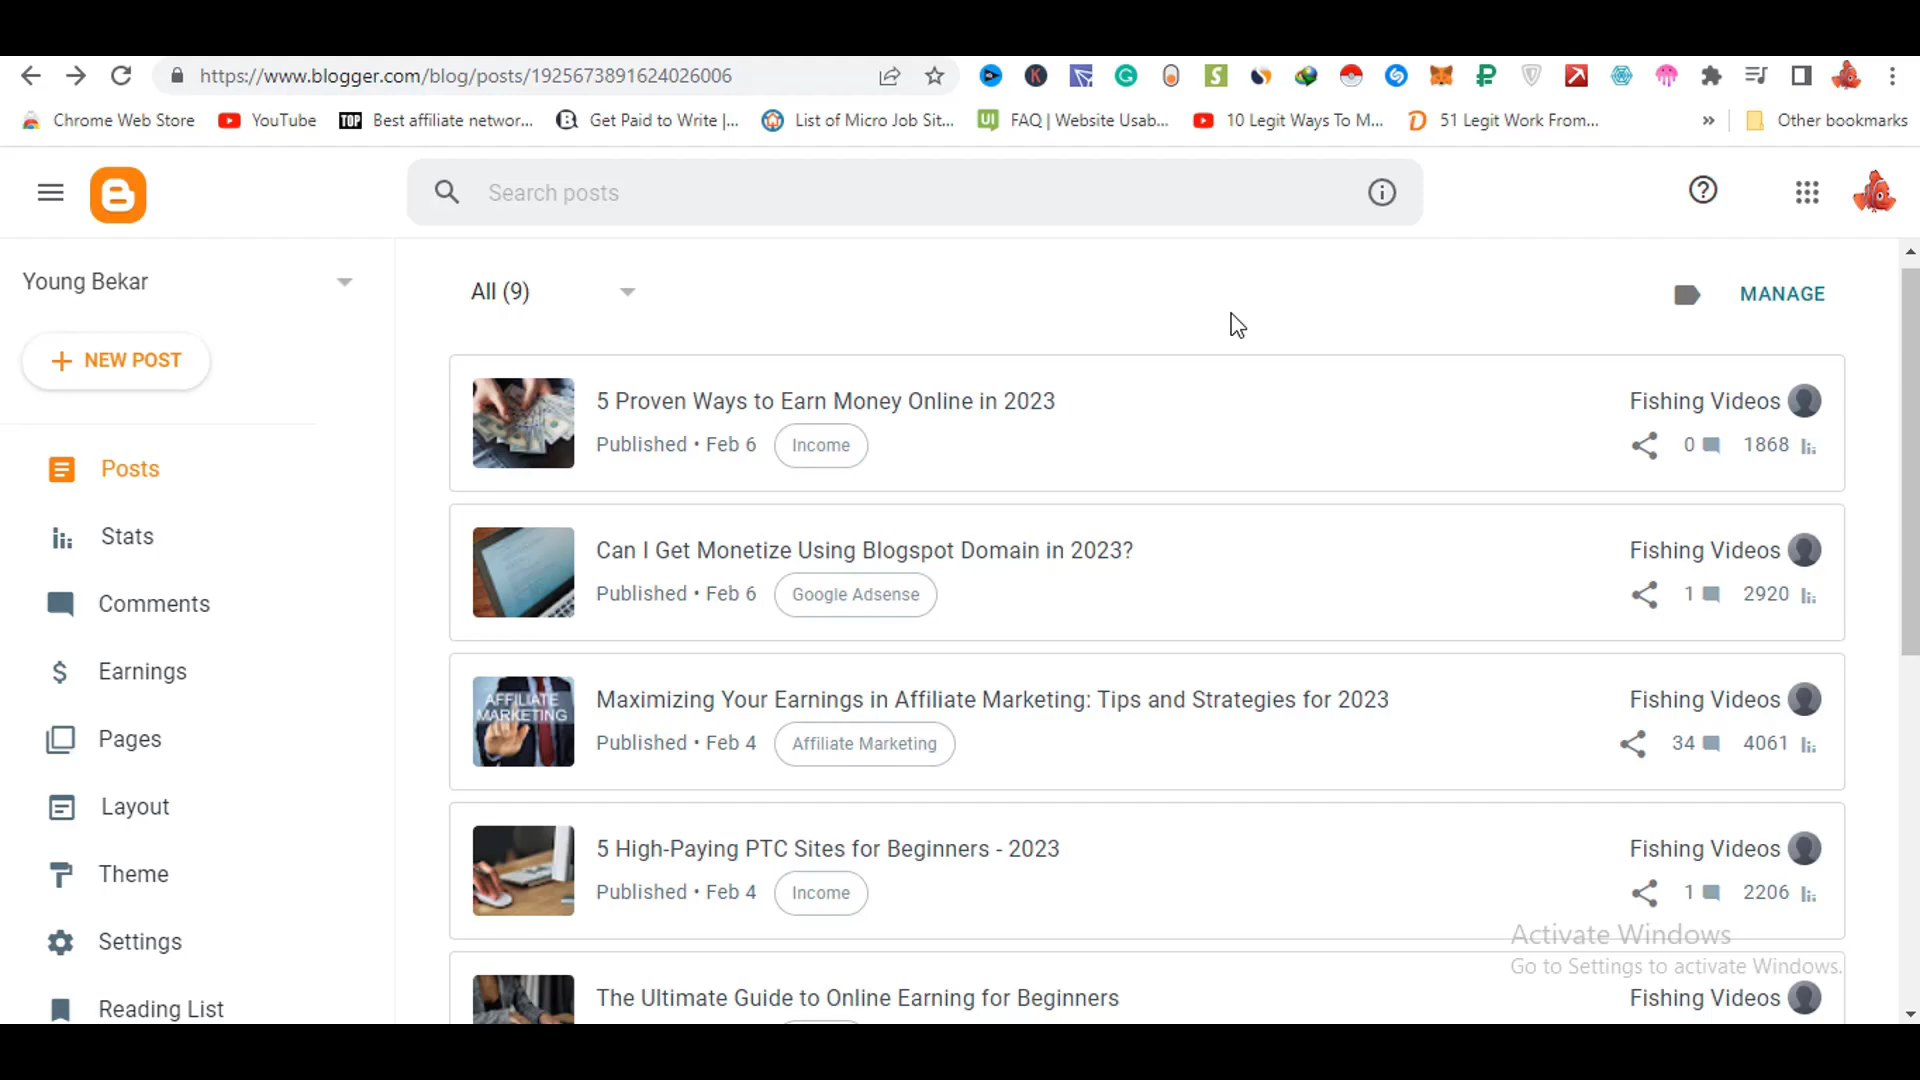 https://www.blogger.com/blog/posts/1925673891624026006
Chrome Web Store YouTube TOP Best affiliate networ... Get Paid to Write |... List of Micro Job Sit... UI FAQ | Website Usab... 10 Legit Ways To M... 51 Legit Work From... » Other bookmarks
Search posts
Young Bekar
All (9)
MANAGE
+ NEW POST
Posts
Stats
Comments
Earnings
Pages
Layout
Theme
Settings
Reading List
5 Proven Ways to Earn Money Online in 2023 Fishing Videos
Published • Feb 6 Income 0 1868
Can I Get Monetize Using Blogspot Domain in 2023? Fishing Videos
Published • Feb 6 Google Adsense 1 2920
AFFILIATE
MARKETING
Maximizing Your Earnings in Affiliate Marketing: Tips and Strategies for 2023 Fishing Videos
Published • Feb 4 Affiliate Marketing 34 4061
5 High-Paying PTC Sites for Beginners - 2023 Fishing Videos
Published • Feb 4 Income 1 2206
The Ultimate Guide to Online Earning for Beginners Fishing Videos
Activate Windows
Go to Settings to activate Windows.